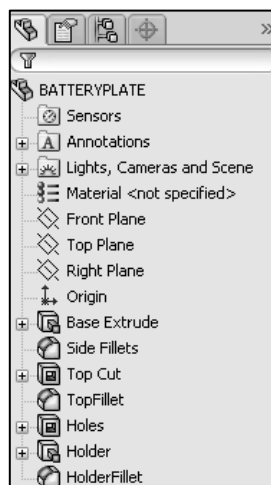 »
BATTERYPLATE
Sensors
A Annotations
Lights, Cameras and Scene
Material <not specified>
Front Plane
Top Plane
Right Plane
Origin
Base Extrude
Side Fillets
Top Cut
TopFillet
Holes
Holder
HolderFillet